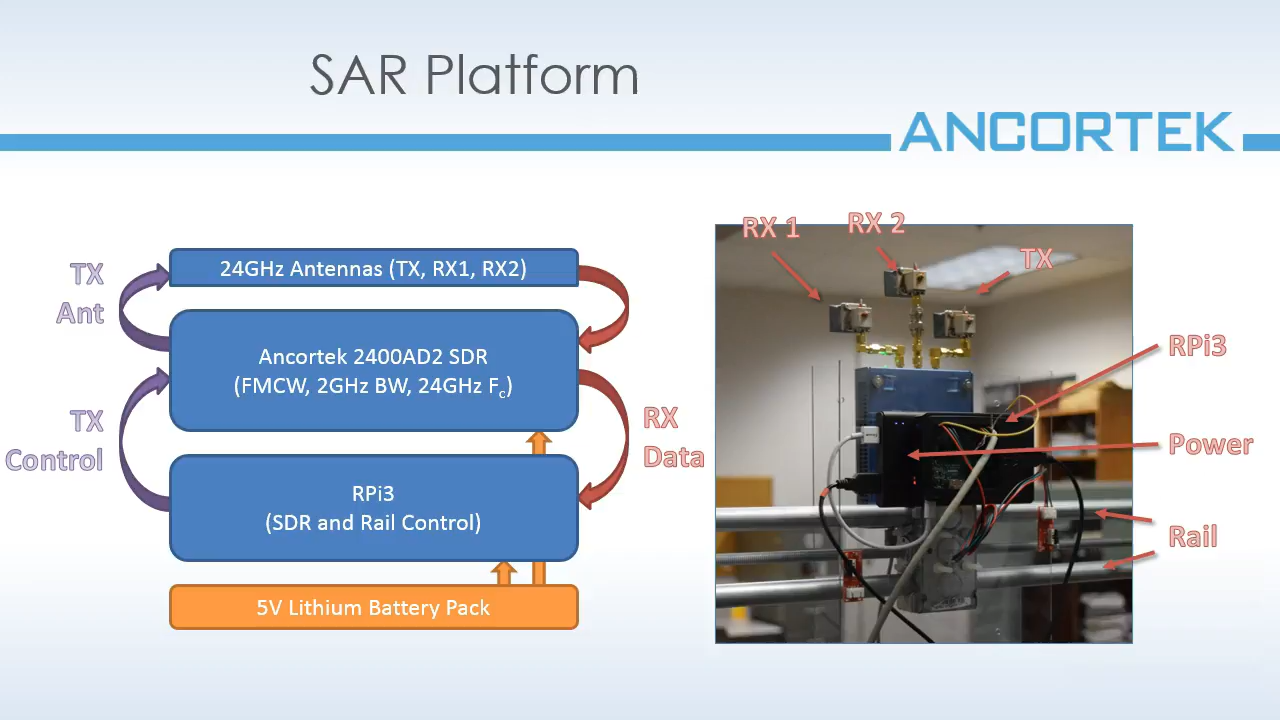 SAR Platform
ANCORTEK
TX
Ant
24GHz Antennas (TX, RX1, RX2)
Ancortek 2400AD2 SDR
(FMCW, 2GHz BW, 24GHz Fc)
TX
Control
RX
Data
RPi3
(SDR and Rail Control)
5V Lithium Battery Pack
RX 1
RX 2
TX
RPi3
Power
Rail